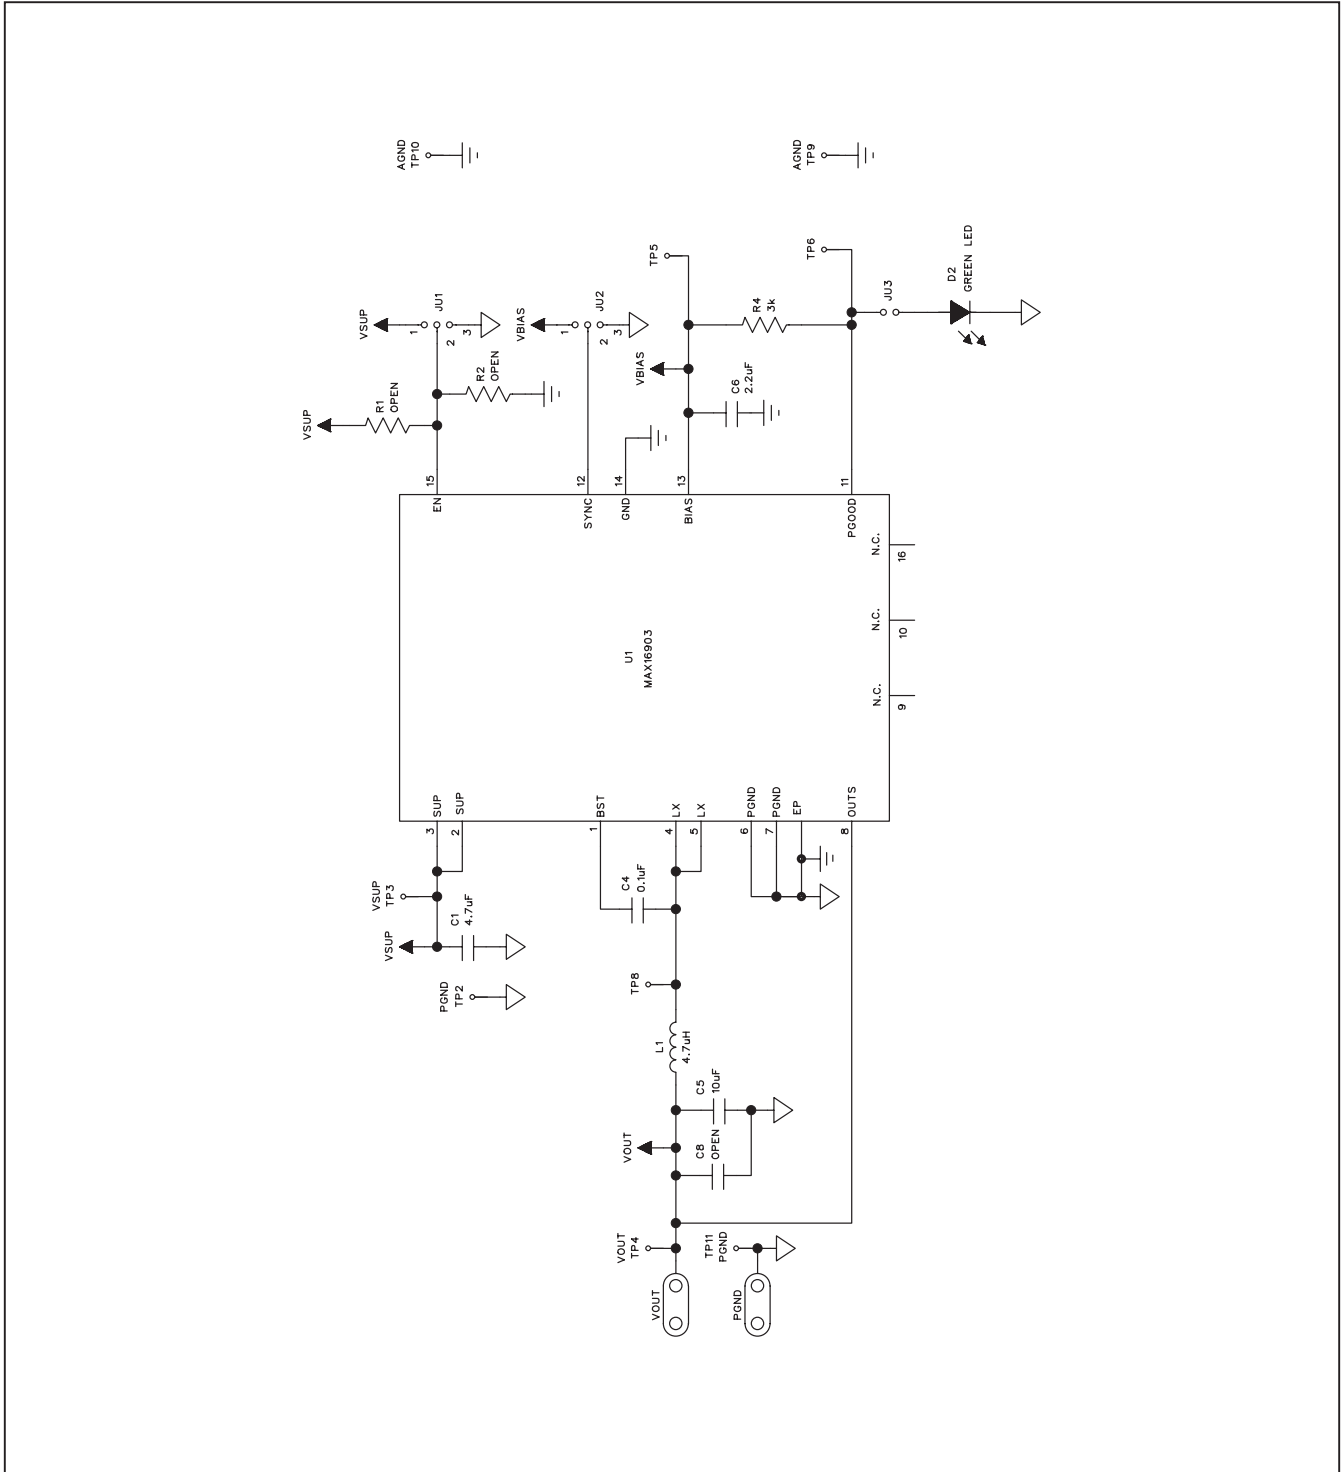 AGND
TP10
AGND
TP9
VSUP
1
JU1
2
3
VSUP
R1
OPEN
R2
OPEN
VBIAS
1
JU2
2
3
TP5
VBIAS
R4
3k
C6
2.2uF
TP6
JU3
D2
GREEN LED
15
EN
12
SYNC
14
GND
13
BIAS
11
PGOOD
N.C.
16
N.C.
10
N.C.
9
U1
MAX16903
SUP
3
SUP
2
BST
1
LX
4
LX
5
PGND
6
PGND
7
EP
OUTS
8
VSUP
TP3
VSUP
C1
4.7uF
PGND
TP2
C4
0.1uF
TP8
L1
4.7uH
C5
10uF
C8
OPEN
VOUT
VOUT
TP4
TP11
PGND
VOUT
PGND